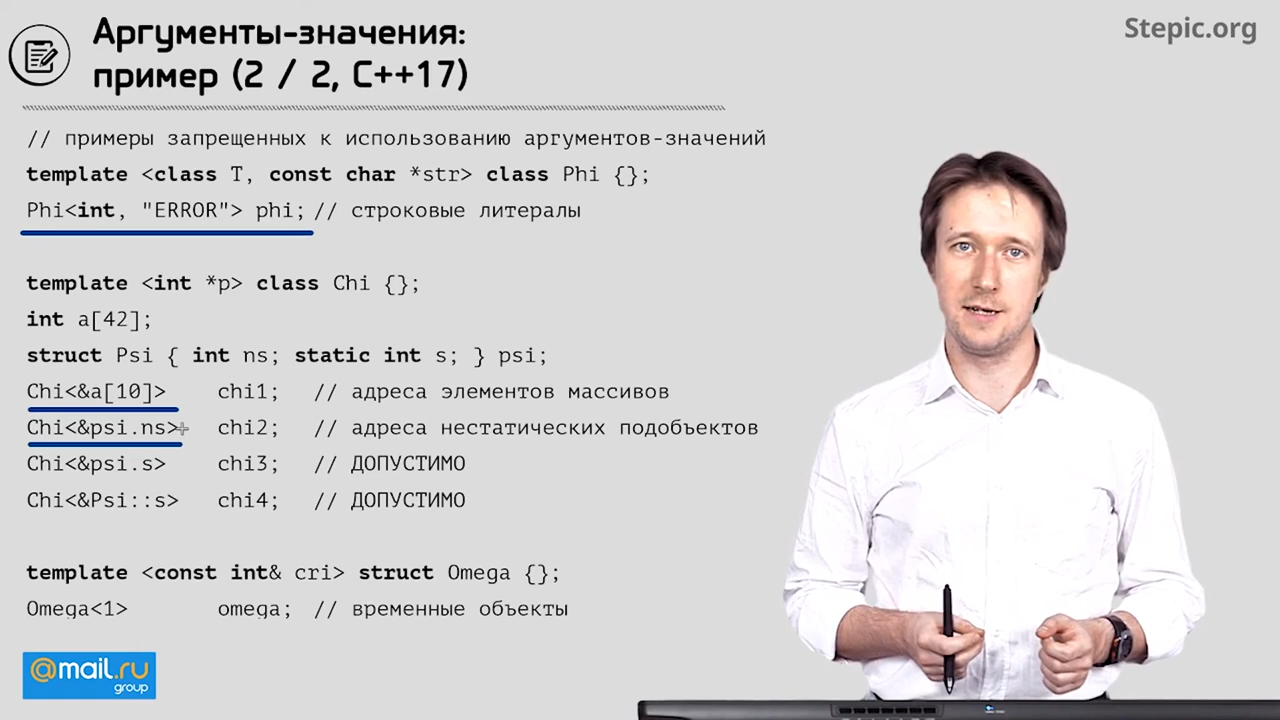 Аргументы-значения:
пример (2 / 2, C++17)
Stepic.org
// примеры запрещенных к использованию аргументов-значений
template <class T, const char *str> class Phi {};
Phi<int, "ERROR"> phi; // строковые литералы
template <int *p> class Chi {};
int a[42];
struct Psi { int ns; static int s; } psi;
Chi<&a[10]> chi1; // адреса элементов массивов
Chi<&psi.ns> chi2; // адреса нестатических подобъектов
Chi<&psi.s> chi3; // ДОПУСТИМО
Chi<&Psi::s> chi4; // ДОПУСТИМО
template <const int& cri> struct Omega {};
Omega<1> omega; // временные объекты
@mail.ru
group